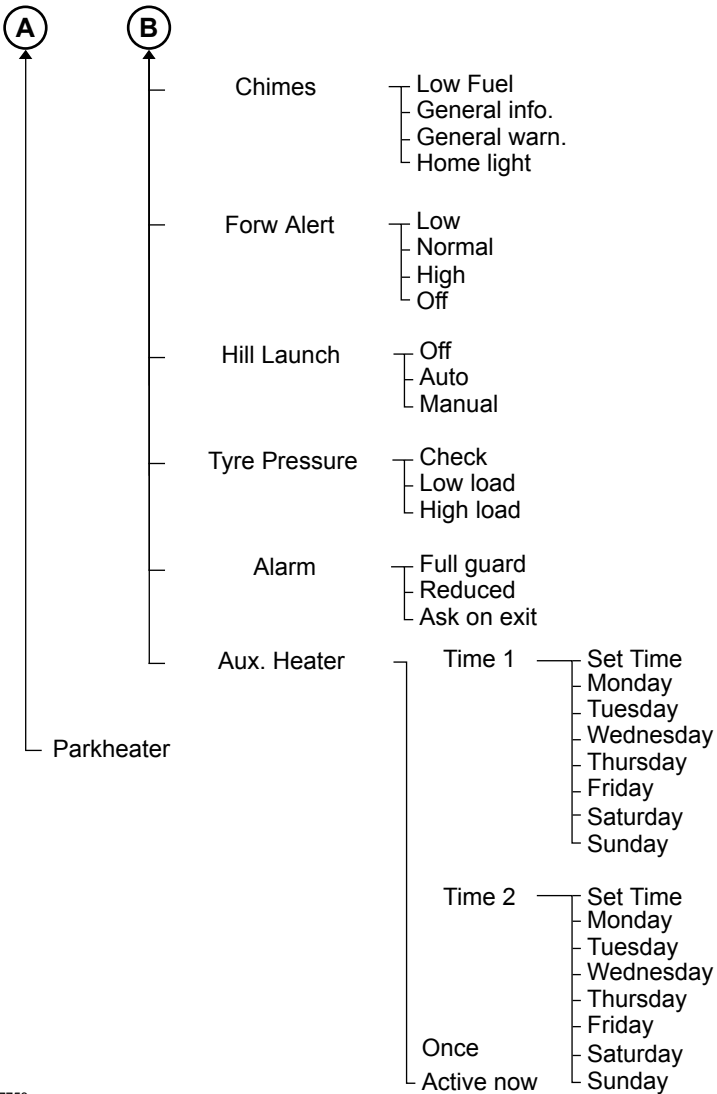 A B
Chimes
Low Fuel
General info.
General warn.
Home light
Forw Alert
Low
Normal
High
Off
Hill Launch
Off
Auto
Manual
Tyre Pressure
Check
Low load
High load
Alarm
Full guard
Reduced
Ask on exit
Aux. Heater
Time 1
Set Time
Monday
Tuesday
Wednesday
Thursday
Friday
Saturday
Sunday
Parkheater
Time 2
Set Time
Monday
Tuesday
Wednesday
Thursday
Friday
Saturday
Sunday
Once
Active now